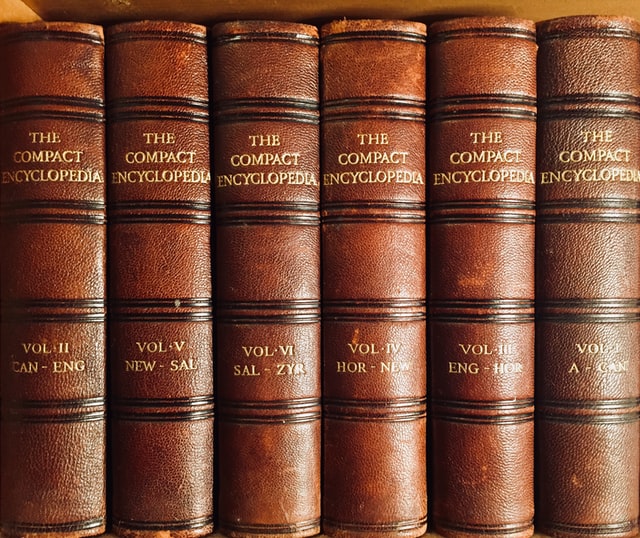 THE
COMPACT
ENCYCLOPEDIA
VOL·II
CAN - ENG
THE
COMPACT
ENCYCLOPEDIA
VOL·V
NEW - SAL
THE
COMPACT
ENCYCLOPEDIA
VOL·VI
SAL - ZYR
THE
COMPACT
ENCYCLOPEDIA
VOL·IV
HOR - NEW
THE
COMPACT
ENCYCLOPEDIA
VOL·III
ENG - HOR
THE
COMPACT
ENCYCLOPEDIA
VOL·I
A - CAN